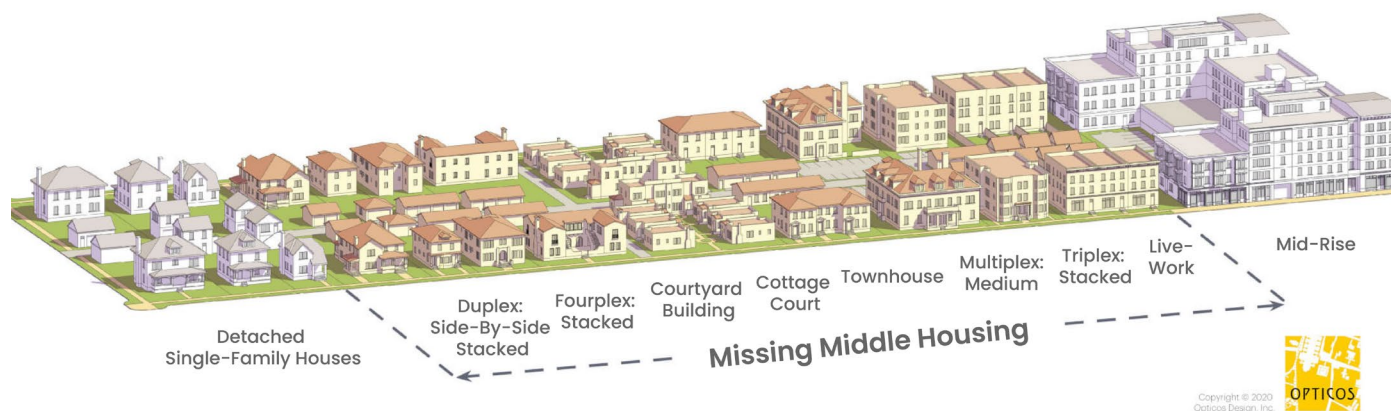 Detached
Single-Family Houses
Duplex:
Side-By-Side
Stacked
Fourplex:
Stacked
Courtyard
Building
Cottage
Court
Townhouse
Multiplex:
Medium
Triplex:
Stacked
Live-
Work
Mid-Rise
Missing Middle Housing
Copyright © 2020
Opticos Design, Inc.
OPTICOS